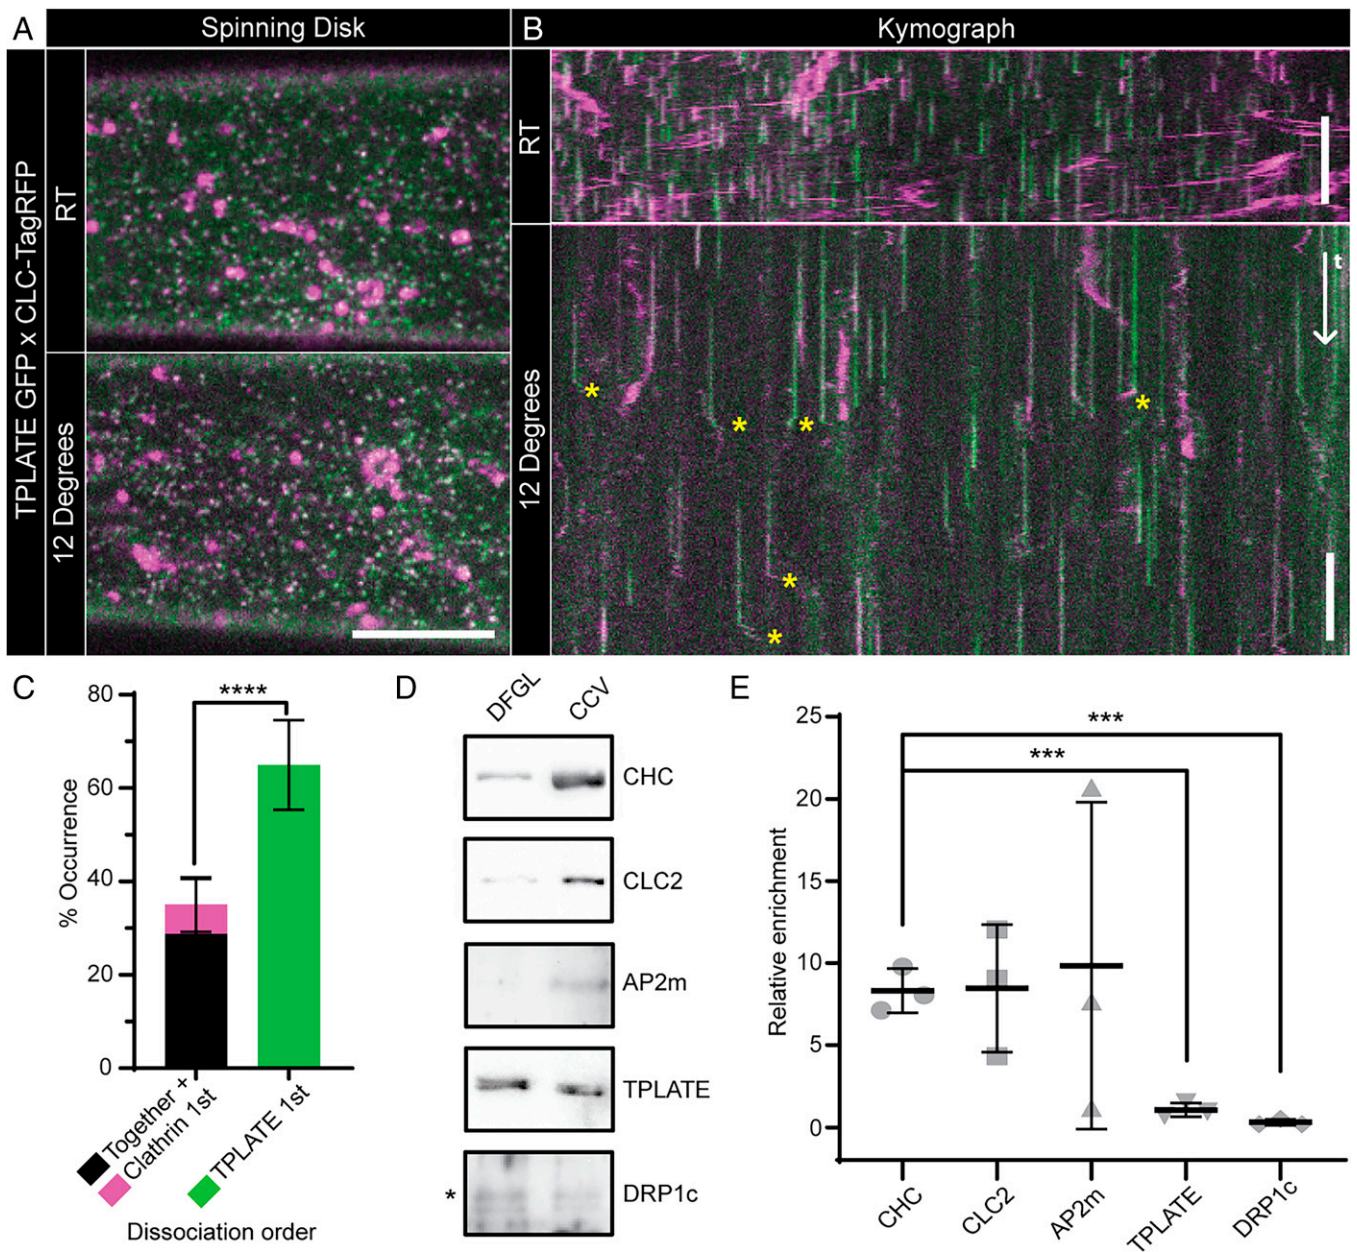 A
Spinning Disk
TPLATE GFP x CLC-TagRFP
RT
12 Degrees
B
Kymograph
RT
12 Degrees
t
*
*
*
*
*
*
C
% Occurrence
80
60
40
20
0
****
Together +
Clathrin 1st
TPLATE 1st
Dissociation order
D
DFGL
CCV
CHC
CLC2
AP2m
TPLATE
* DRP1c
E
Relative enrichment
25
20
15
10
5
0
***
***
CHC
CLC2
AP2m
TPLATE
DRP1c